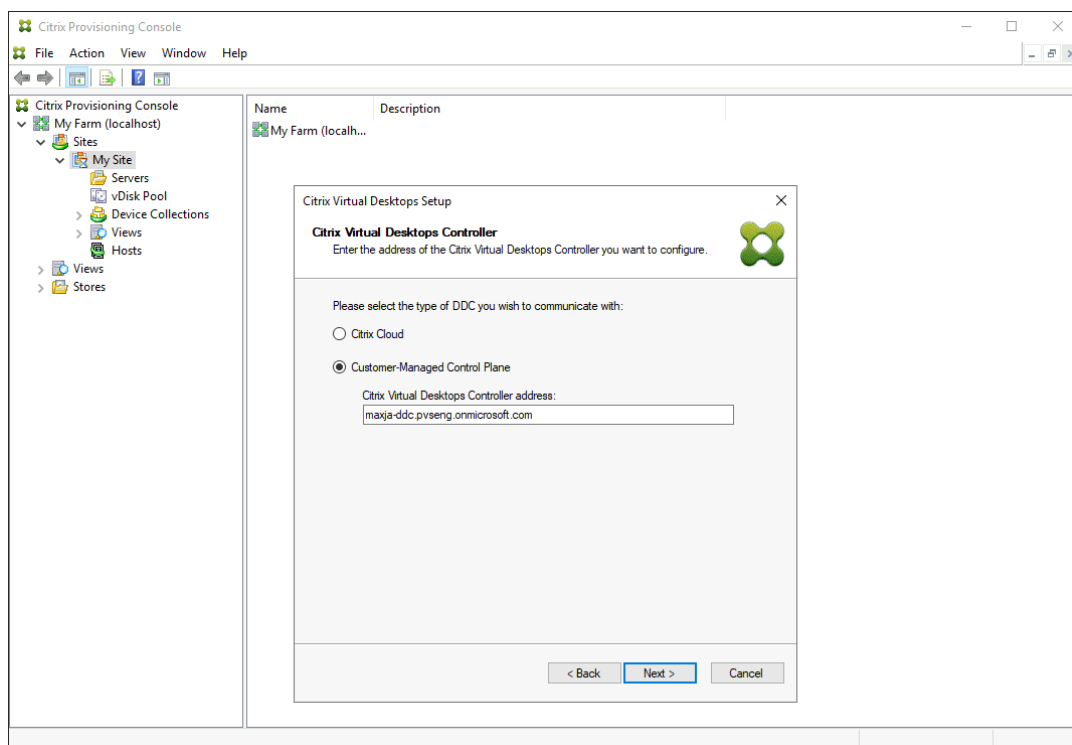 Citrix Provisioning Console
File Action View Window Help
Citrix Provisioning Console
My Farm (localhost)
Sites
My Site
Servers
vDisk Pool
Device Collections
Views
Hosts
Views
Stores
Name Description
My Farm (localh...
Citrix Virtual Desktops Setup
Citrix Virtual Desktops Controller
Enter the address of the Citrix Virtual Desktops Controller you want to configure.
Please select the type of DDC you wish to communicate with:
Citrix Cloud
Customer-Managed Control Plane
Citrix Virtual Desktops Controller address:
maxja-ddc.pvseng.onmicrosoft.com
< Back Next > Cancel